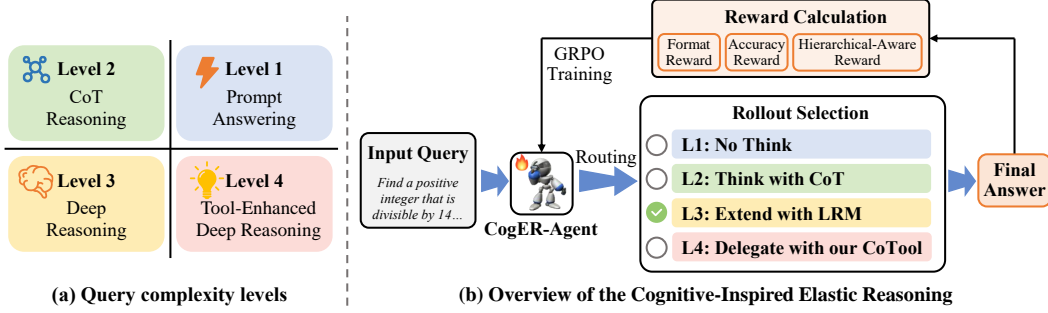 Level 2
CoT
Reasoning
Level 1
Prompt
Answering
Level 3
Deep
Reasoning
Level 4
Tool-Enhanced
Deep Reasoning
(a) Query complexity levels
Reward Calculation
Format
Reward
Accuracy
Reward
Hierarchical-Aware
Reward
GRPO
Training
Input Query
Find a positive
integer that is
divisible by 14…
CogER-Agent
Routing
Rollout Selection
L1: No Think
L2: Think with CoT
L3: Extend with LRM
L4: Delegate with our CoTool
Final
Answer
(b) Overview of the Cognitive-Inspired Elastic Reasoning